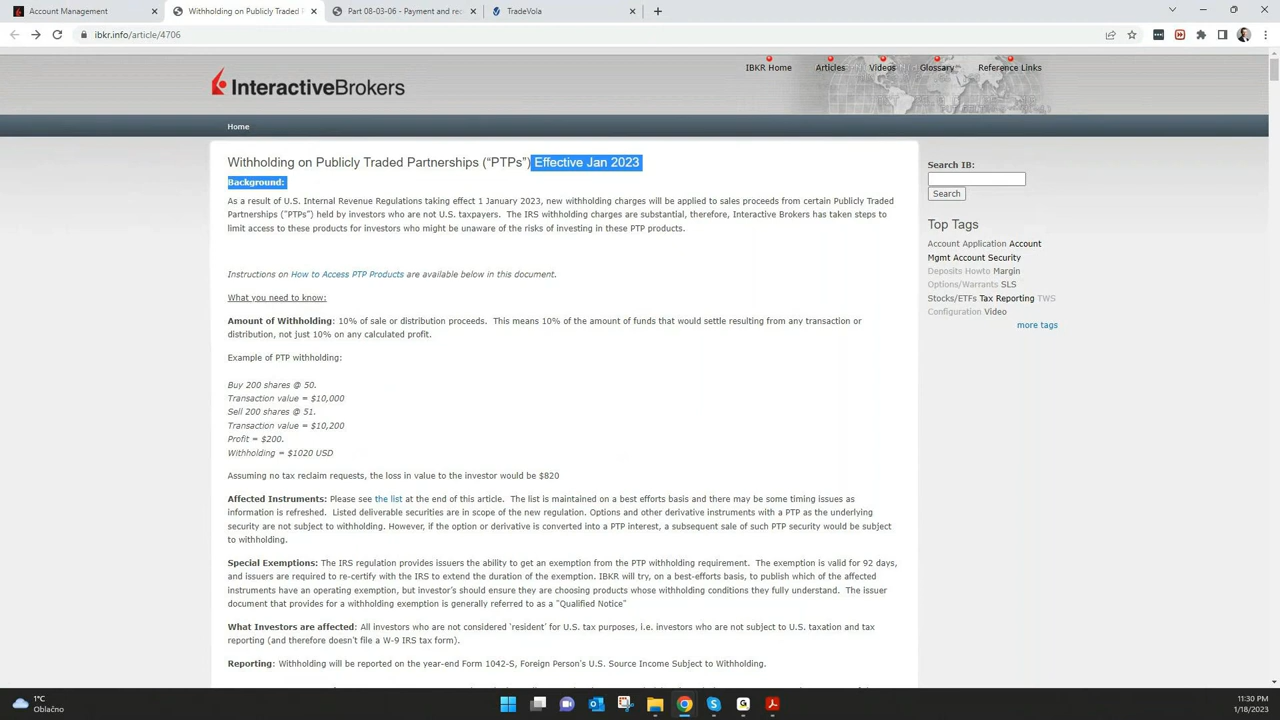 Account Management
Withholding on Publicly Traded P
Part 08-03-06 - Payment and rec
TradeVola
ibkr.info/article/4706
InteractiveBrokers
IBKR Home
Articles
Videos
Glossary
Reference Links
Home
Withholding on Publicly Traded Partnerships (“PTPs”) Effective Jan 2023
Background:
As a result of U.S. Internal Revenue Regulations taking effect 1 January 2023, new withholding charges will be applied to sales proceeds from certain Publicly Traded
Partnerships ("PTPs") held by investors who are not U.S. taxpayers.  The IRS withholding charges are substantial, therefore, Interactive Brokers has taken steps to
limit access to these products for investors who might be unaware of the risks of investing in these PTP products.
Instructions on How to Access PTP Products are available below in this document.
What you need to know:
Amount of Withholding: 10% of sale or distribution proceeds.  This means 10% of the amount of funds that would settle resulting from any transaction or
distribution, not just 10% on any calculated profit.
Example of PTP withholding:
Buy 200 shares @ 50.
Transaction value = $10,000
Sell 200 shares @ 51.
Transaction value = $10,200
Profit = $200.
Withholding = $1020 USD
Assuming no tax reclaim requests, the loss in value to the investor would be $820
Affected Instruments: Please see the list at the end of this article.  The list is maintained on a best efforts basis and there may be some timing issues as
information is refreshed.  Listed deliverable securities are in scope of the new regulation. Options and other derivative instruments with a PTP as the underlying
security are not subject to withholding. However, if the option or derivative is converted into a PTP interest, a subsequent sale of such PTP security would be subject
to withholding.
Special Exemptions: The IRS regulation provides issuers the ability to get an exemption from the PTP withholding requirement.  The exemption is valid for 92 days,
and issuers are required to re-certify with the IRS to extend the duration of the exemption. IBKR will try, on a best-efforts basis, to publish which of the affected
instruments have an operating exemption, but investor’s should ensure they are choosing products whose withholding conditions they fully understand.  The issuer
document that provides for a withholding exemption is generally referred to as a "Qualified Notice"
What Investors are affected: All investors who are not considered ‘resident’ for U.S. tax purposes, i.e. investors who are not subject to U.S. taxation and tax
reporting (and therefore doesn’t file a W-9 IRS tax form).
Reporting: Withholding will be reported on the year-end Form 1042-S, Foreign Person’s U.S. Source Income Subject to Withholding.
Search IB:
Search
Top Tags
Account Application Account
Mgmt Account Security
Deposits Howto Margin
Options/Warrants SLS
Stocks/ETFs Tax Reporting TWS
Configuration Video
more tags
1°C
Oblačno
11:30 PM
1/18/2023